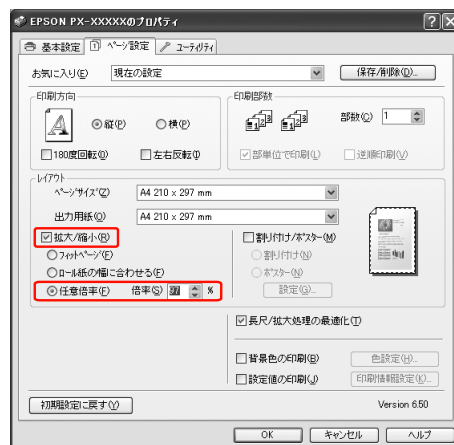 EPSON PX-XXXXXのプロパティ
基本設定 ページ設定 ユーティリティ
お気に入り(E) 現在の設定 保存/削除(D)...
印刷方向
A 縦(P) 横(O)
180度回転(0) 左右反転(I)
印刷部数
部数(C) 1
部単位で印刷(L) 逆順印刷(V)
レイアウト
ページサイズ(Z) A4 210 x 297 mm
出力用紙(O) A4 210 x 297 mm
拡大/縮小(R)
フィットページ(E)
ロール紙の幅に合わせる(F)
任意倍率(F) 倍率(S) %
割り付け/ポスター(M)
割り付け(N)
ポスター(N)
設定(G)...
長尺/拡大処理の最適化(T)
背景色の印刷(B) 色設定(H)...
設定値の印刷(J) 印刷情報設定(K)...
初期設定に戻す(Y) Version 6.50
OK キャンセル ヘルプ